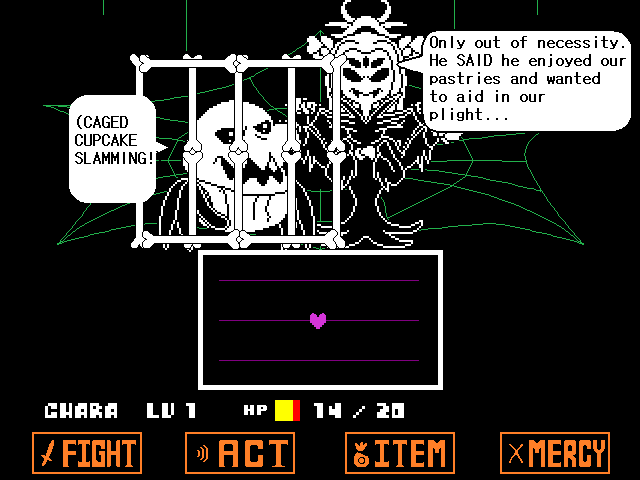 (CAGED
CUPCAKE
SLAMMING!
Only out of necessity.
He SAID he enjoyed our
pastries and wanted
to aid in our
plight...
CHARA LV 1 HP 14 / 20
FIGHT ACT ITEM MERCY